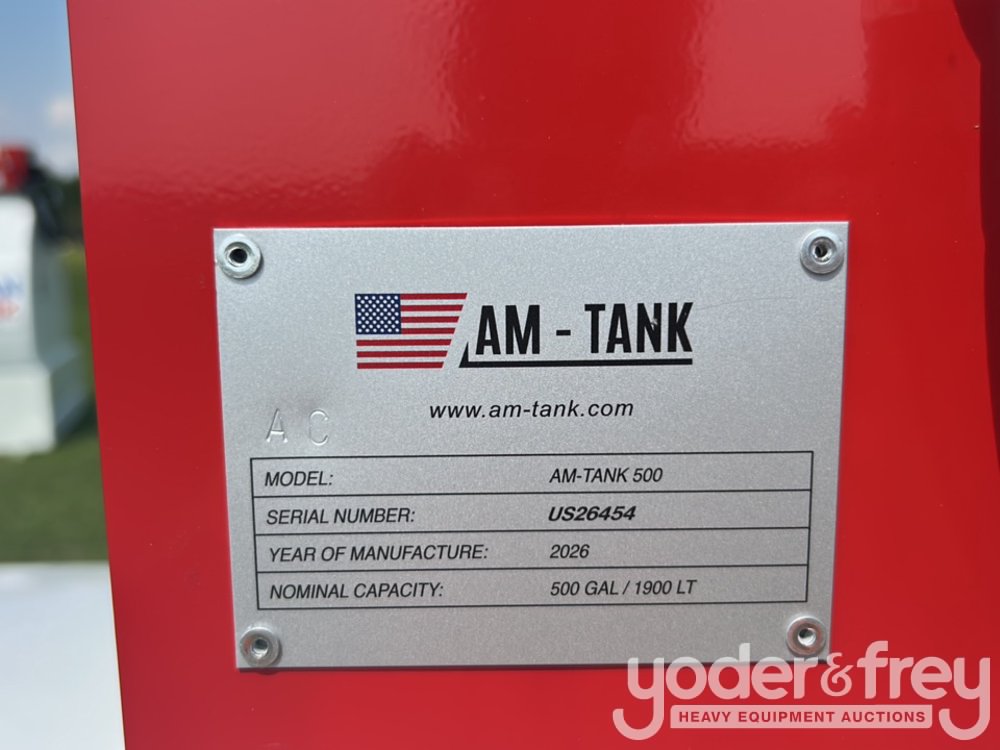 AM - TANK
www.am-tank.com
A C
MODEL: AM-TANK 500
SERIAL NUMBER: US26454
YEAR OF MANUFACTURE: 2026
NOMINAL CAPACITY: 500 GAL / 1900 LT
yoder&frey
HEAVY EQUIPMENT AUCTIONS